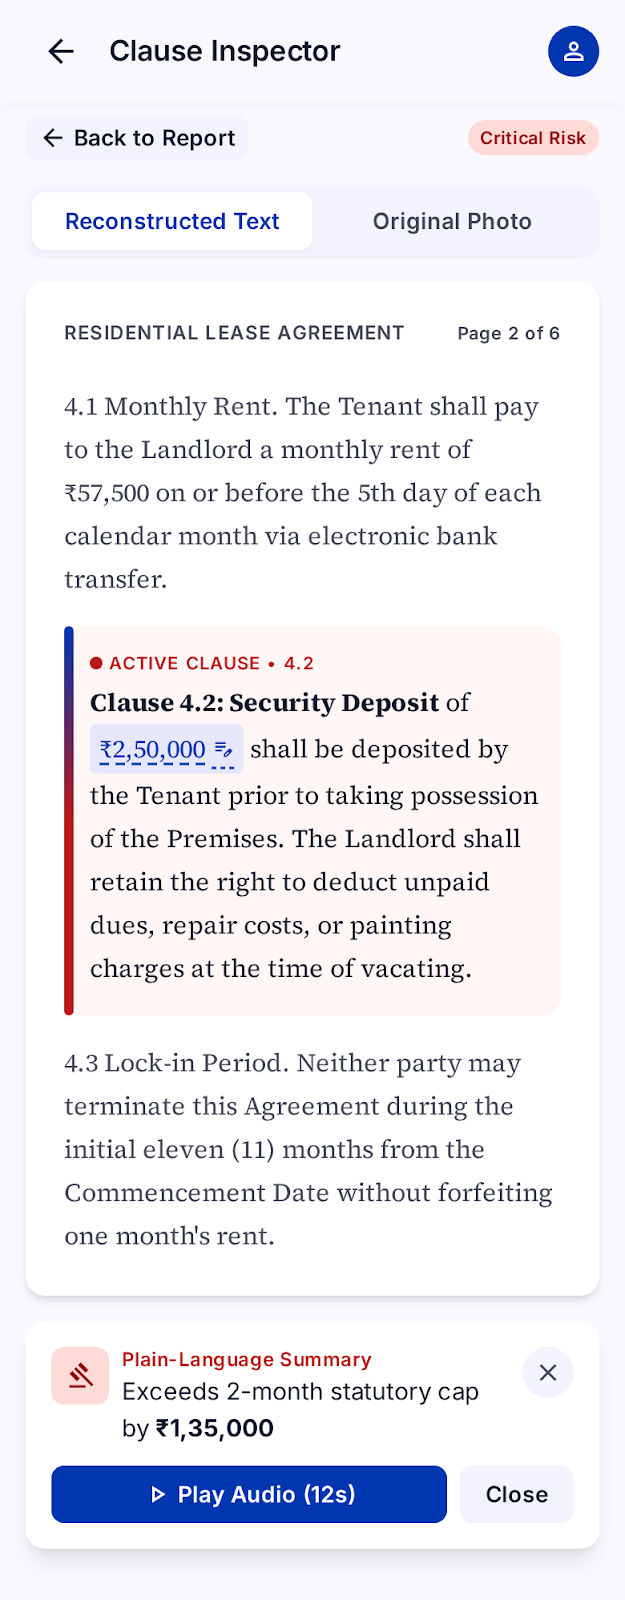 Clause Inspector
Back to Report
Critical Risk
Reconstructed Text
Original Photo
RESIDENTIAL LEASE AGREEMENT
Page 2 of 6
4.1 Monthly Rent. The Tenant shall pay
to the Landlord a monthly rent of
₹57,500 on or before the 5th day of each
calendar month via electronic bank
transfer.
ACTIVE CLAUSE • 4.2
Clause 4.2: Security Deposit of
₹2,50,000 shall be deposited by
the Tenant prior to taking possession
of the Premises. The Landlord shall
retain the right to deduct unpaid
dues, repair costs, or painting
charges at the time of vacating.
4.3 Lock-in Period. Neither party may
terminate this Agreement during the
initial eleven (11) months from the
Commencement Date without forfeiting
one month's rent.
Plain-Language Summary
Exceeds 2-month statutory cap
by ₹1,35,000
Play Audio (12s)
Close